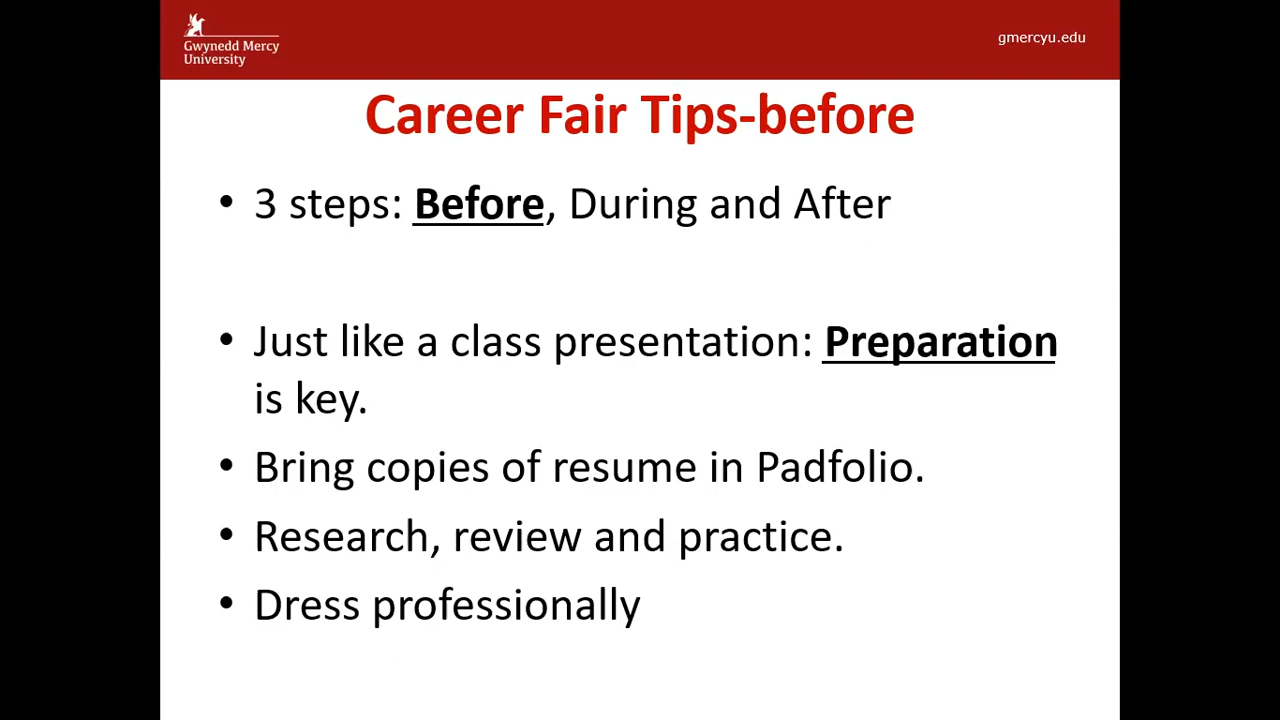 Gwynedd Mercy
University
gmercyu.edu
Career Fair Tips-before
• 3 steps: Before, During and After
• Just like a class presentation: Preparation
is key.
• Bring copies of resume in Padfolio.
• Research, review and practice.
• Dress professionally